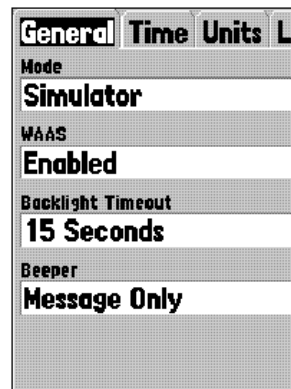 General Time Units L
Mode
Simulator
WAAS
Enabled
Backlight Timeout
15 Seconds
Beeper
Message Only